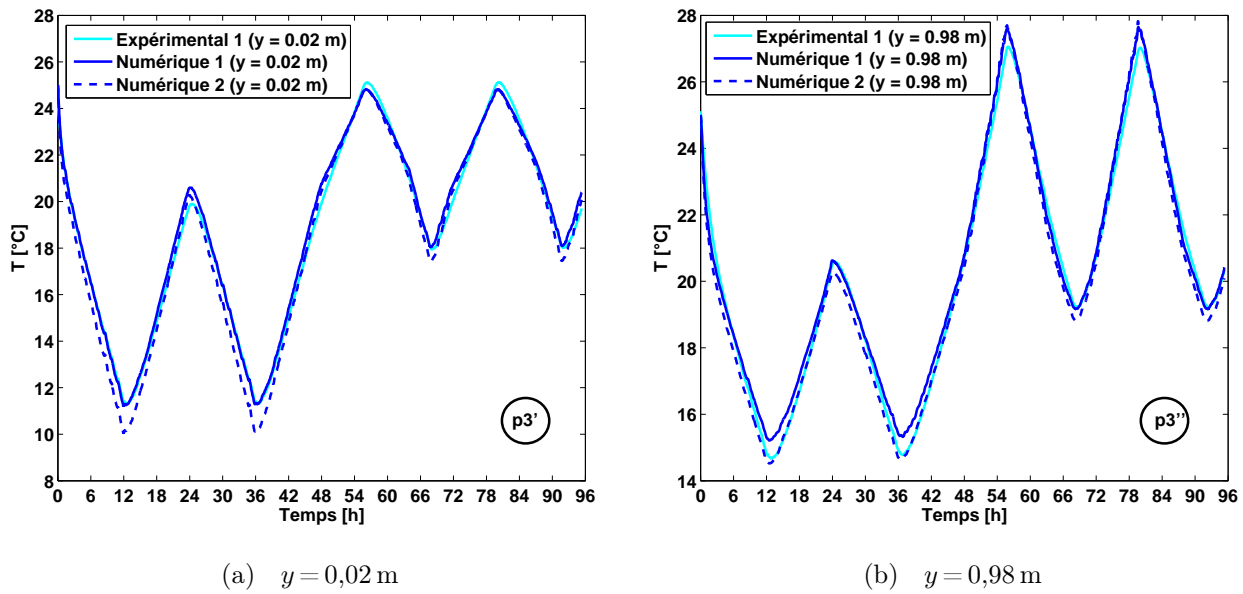 28
26
24
22
20
18
16
14
12
10
8
T [°C]
Expérimental 1 (y = 0.02 m)
Numérique 1 (y = 0.02 m)
Numérique 2 (y = 0.02 m)
p3'
0 6 12 18 24 30 36 42 48 54 60 66 72 78 84 90 96
Temps [h]
(a) y = 0,02 m
28
26
24
22
20
18
16
14
T [°C]
Expérimental 1 (y = 0.98 m)
Numérique 1 (y = 0.98 m)
Numérique 2 (y = 0.98 m)
p3''
0 6 12 18 24 30 36 42 48 54 60 66 72 78 84 90 96
Temps [h]
(b) y = 0,98 m